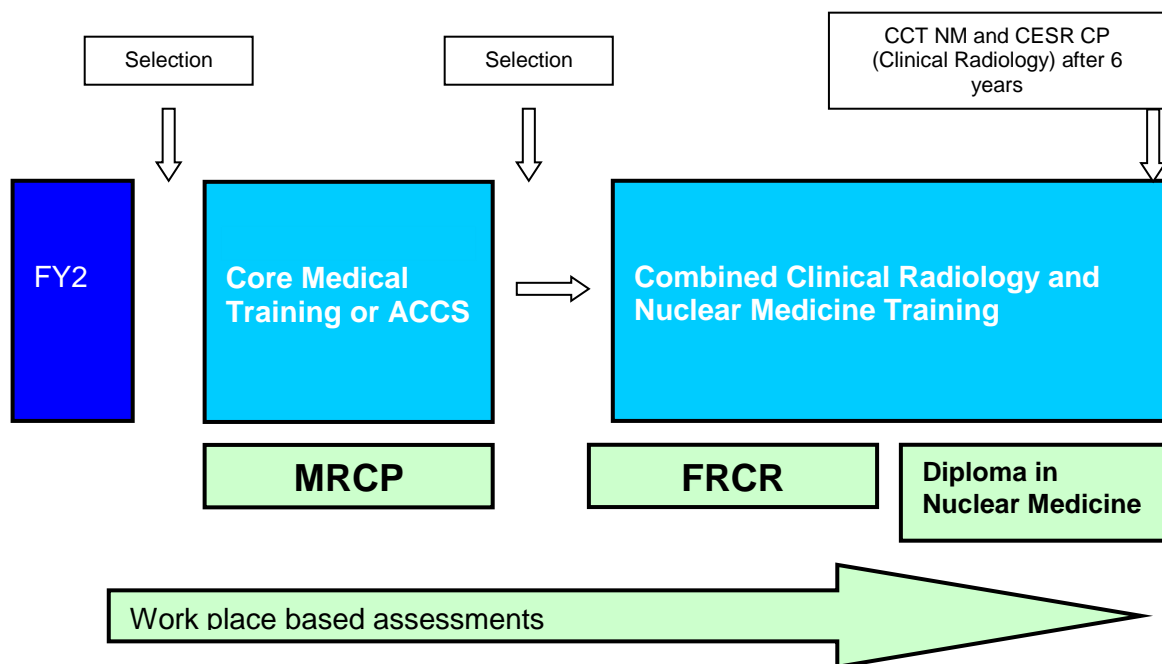 Selection
Selection
CCT NM and CESR CP
(Clinical Radiology) after 6
years
FY2
Core Medical
Training or ACCS
Combined Clinical Radiology and
Nuclear Medicine Training
MRCP
FRCR
Diploma in
Nuclear Medicine
Work place based assessments